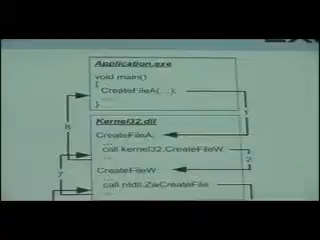 Application.exe
void main()
{
CreateFileA(...);
...
}
1
Kernel32.dll
CreateFileA:
...
call kernel32.CreateFileW
2
...
CreateFileW:
...
call ntdll.ZwCreateFile
8
7